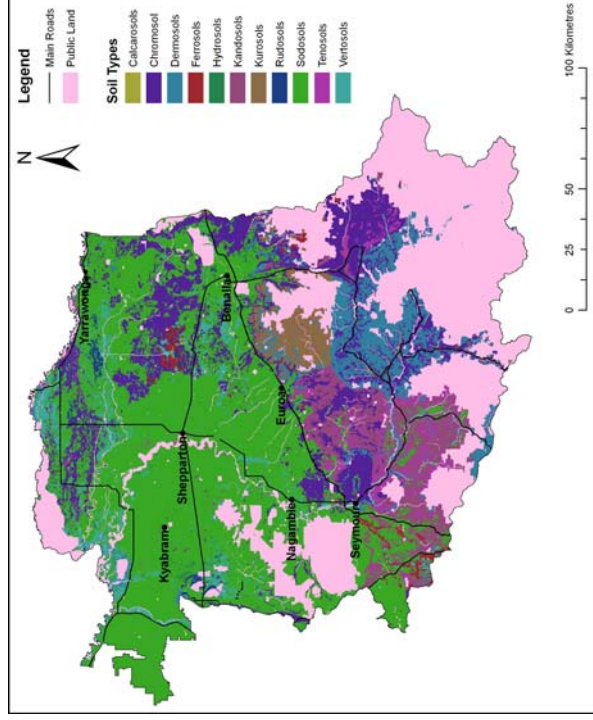 Legend
Main Roads
Public Land
Soil Types
Calcarosols
Chromosol
Dermosols
Ferrosols
Hydrosols
Kandosols
Kurosols
Rudosols
Sodosols
Tenosols
Vertosols
N
Yarrawonga
Kyabram
Shepparton
Benalla
Euroa
Nagambie
Seymour
0 25 50 100 Kilometres